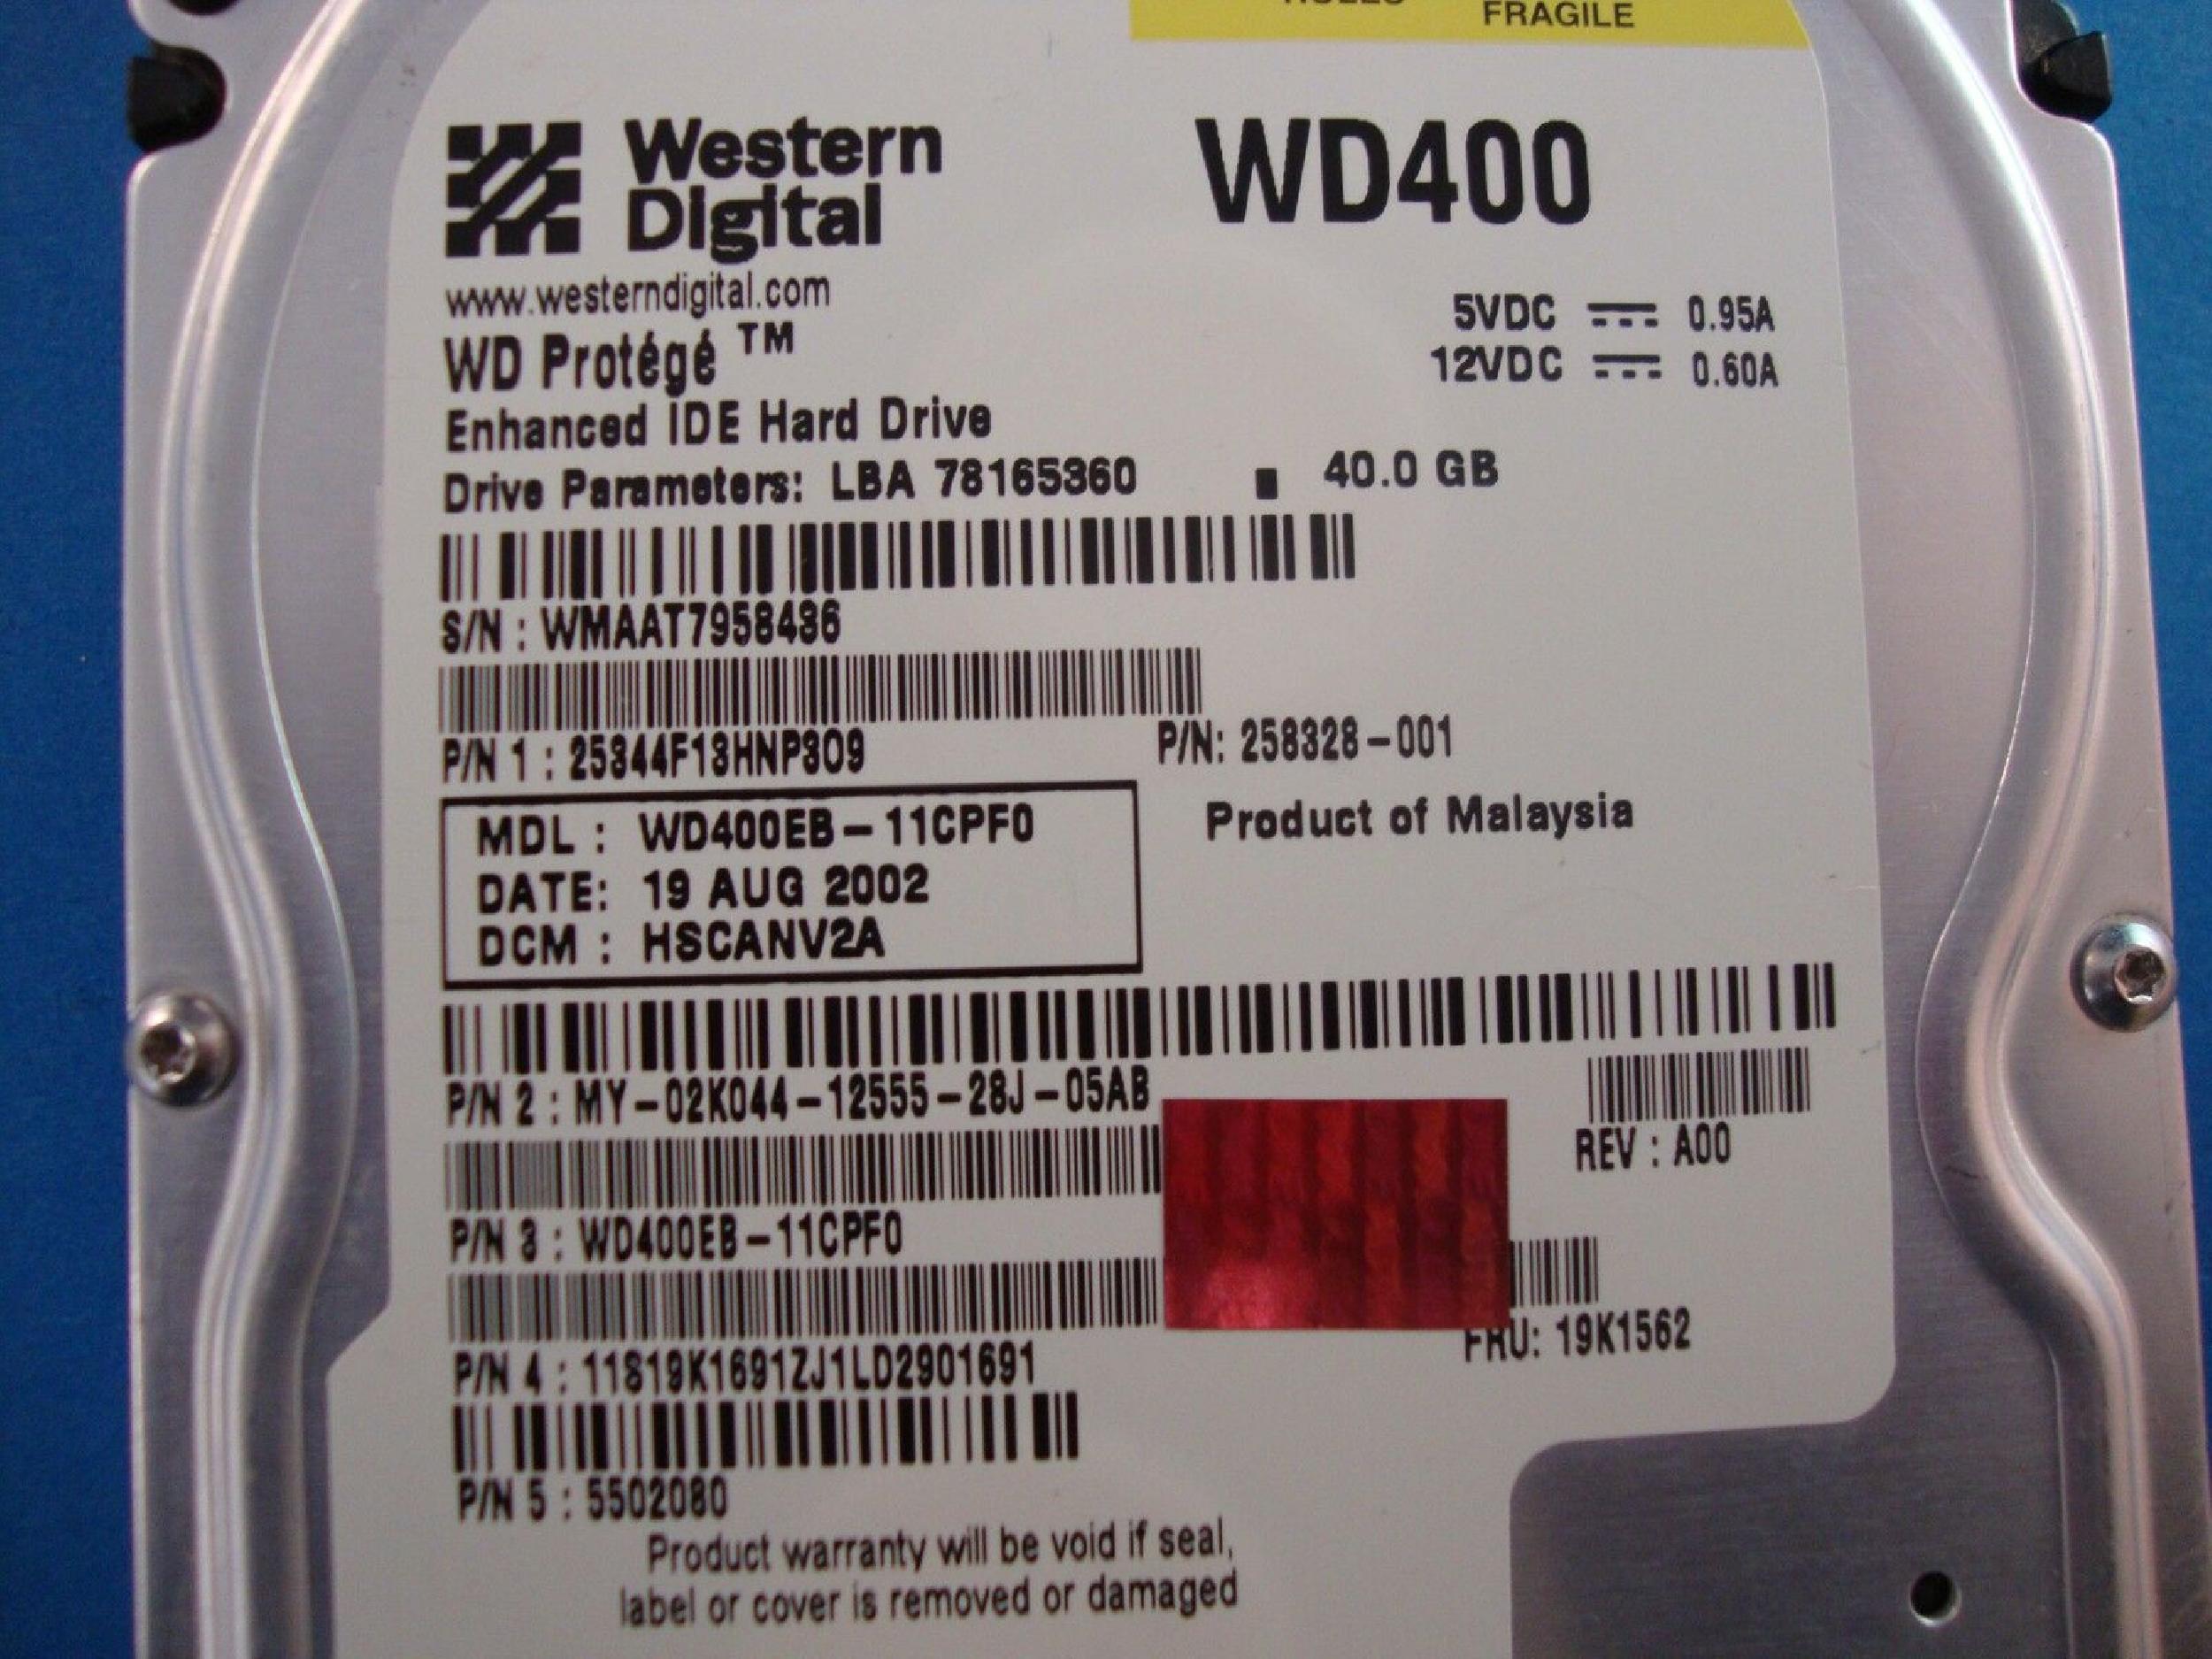 FRAGILE
Western
Digital
WD400
www.westerndigital.com
WD Protégé ™
5VDC 0.95A
12VDC 0.60A
Enhanced IDE Hard Drive
Drive Parameters: LBA 78165360 ▪ 40.0 GB
S/N : WMAAT7958436
P/N 1 : 25344F13HNP3O9
P/N: 258328-001
MDL : WD400EB-11CPF0
DATE: 19 AUG 2002
DCM : HSCANV2A
Product of Malaysia
P/N 2 : MY-02K044-12555-28J-05AB
REV : A00
P/N 3 : WD400EB-11CPF0
P/N 4 : 11S19K1691ZJ1LD2901691
FRU: 19K1562
P/N 5 : 5502080
Product warranty will be void if seal,
label or cover is removed or damaged